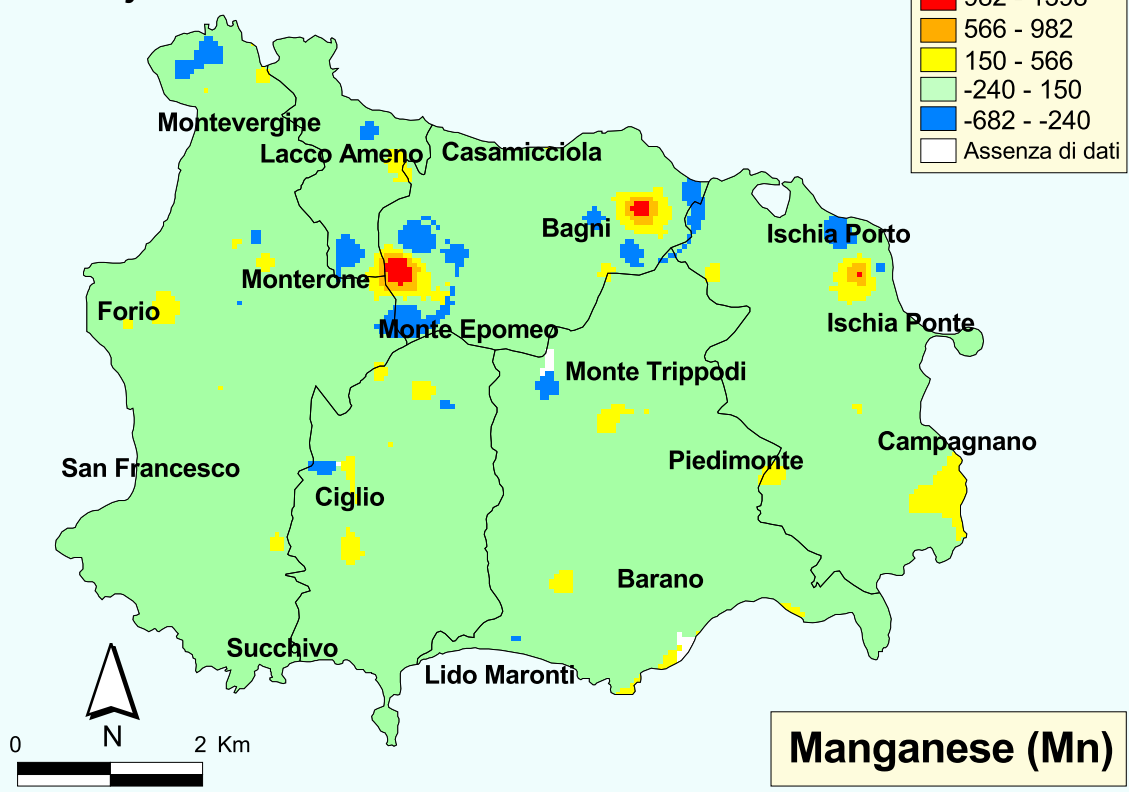 566 - 982
150 - 566
-240 - 150
-682 - -240
Assenza di dati
Montevergine
Lacco Ameno
Casamicciola
Bagni
Ischia Porto
Monterone
Forio
Monte Epomeo
Ischia Ponte
Monte Trippodi
Campagnano
San Francesco
Piedimonte
Ciglio
Barano
Succhivo
Lido Maronti
N
0 2 Km
Manganese (Mn)